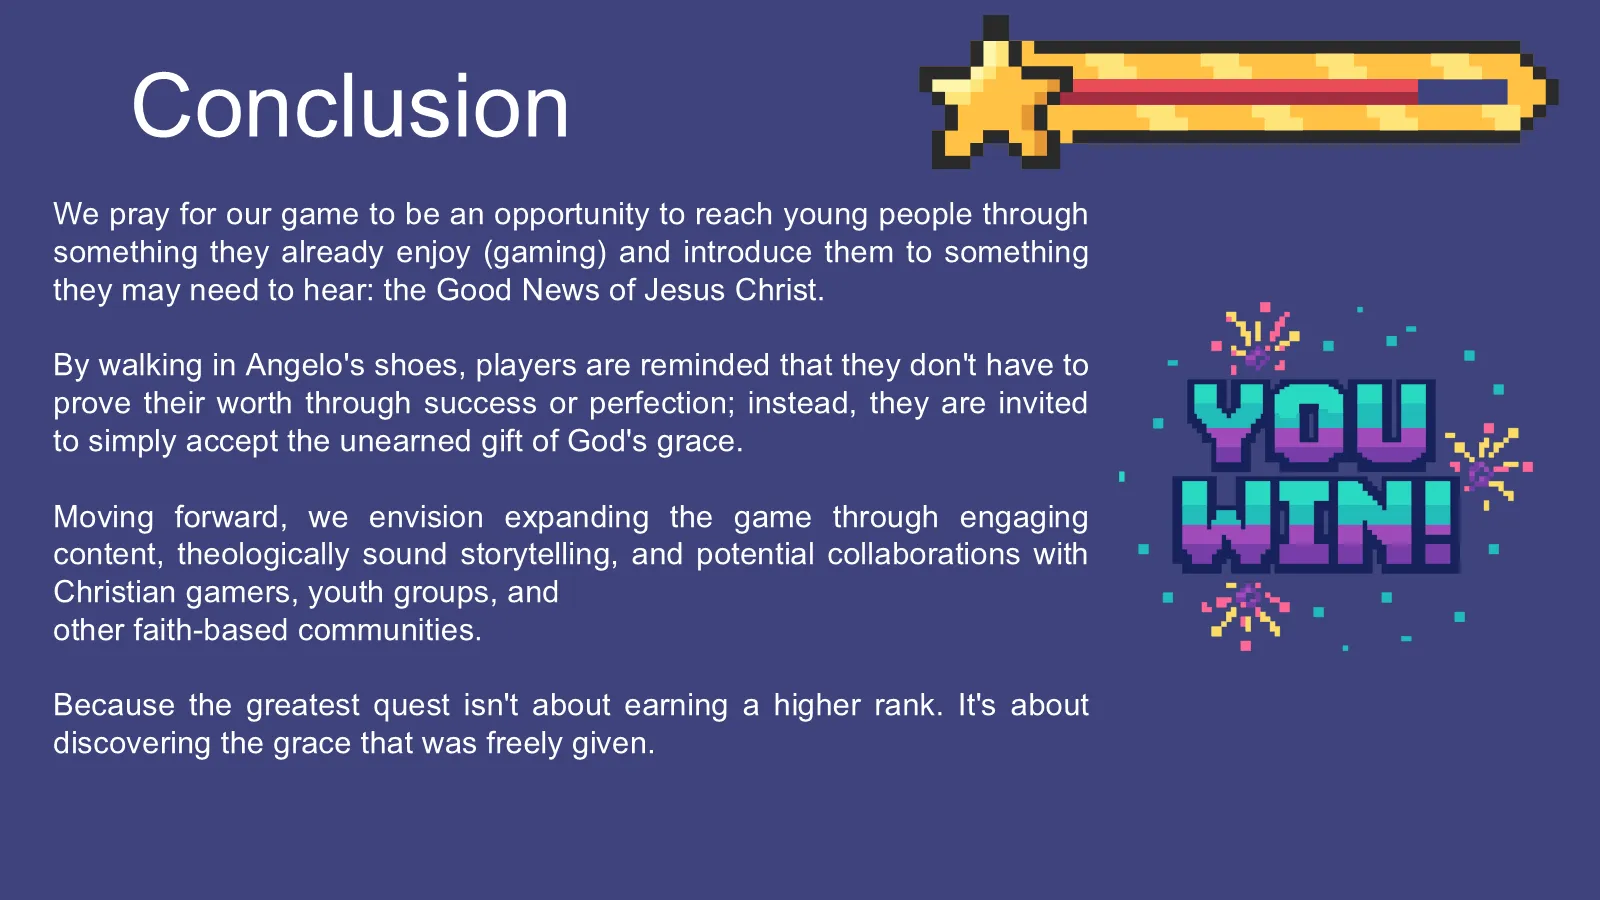 Conclusion
We pray for our game to be an opportunity to reach young people through
something they already enjoy (gaming) and introduce them to something
they may need to hear: the Good News of Jesus Christ.
By walking in Angelo's shoes, players are reminded that they don't have to
prove their worth through success or perfection; instead, they are invited
to simply accept the unearned gift of God's grace.
Moving forward, we envision expanding the game through engaging
content, theologically sound storytelling, and potential collaborations with
Christian gamers, youth groups, and
other faith-based communities.
Because the greatest quest isn't about earning a higher rank. It's about
discovering the grace that was freely given.
YOU
WIN!